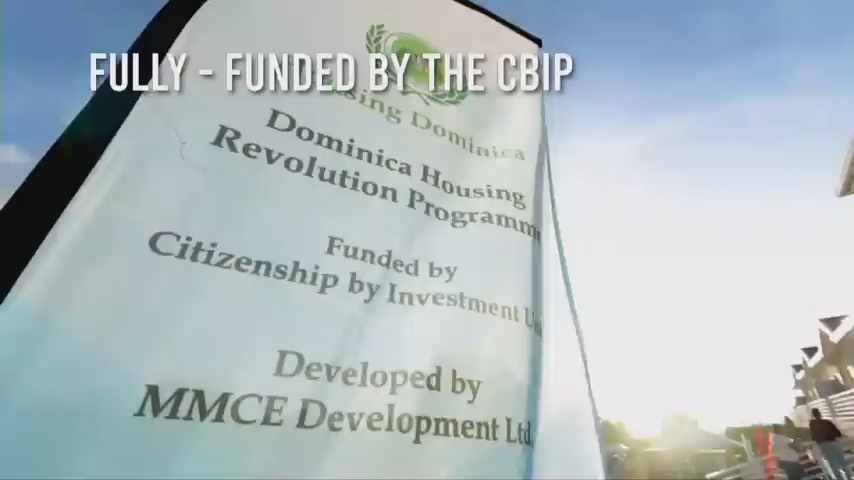 FULLY - FUNDED BY THE CBIP
Dominica
Dominica Housing
Revolution Programm
Funded by
Citizenship by Investment
Developed by
MMCE Development Ltd.